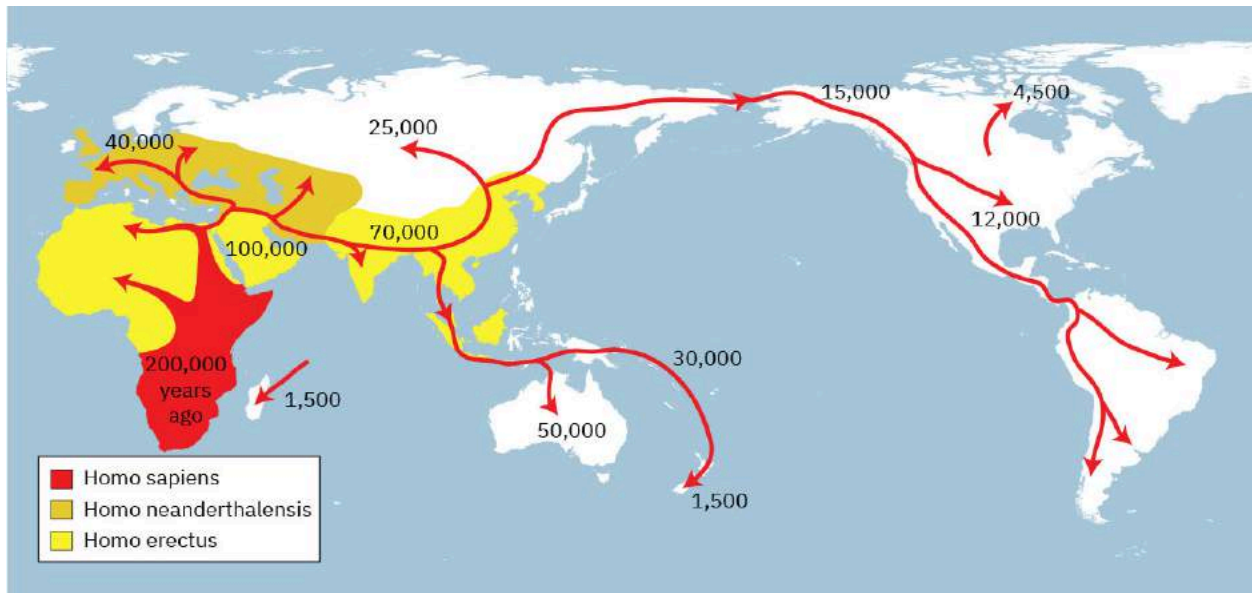 15,000
4,500
25,000
40,000
12,000
70,000
100,000
30,000
200,000
years
ago
1,500
50,000
1,500
Homo sapiens
Homo neanderthalensis
Homo erectus